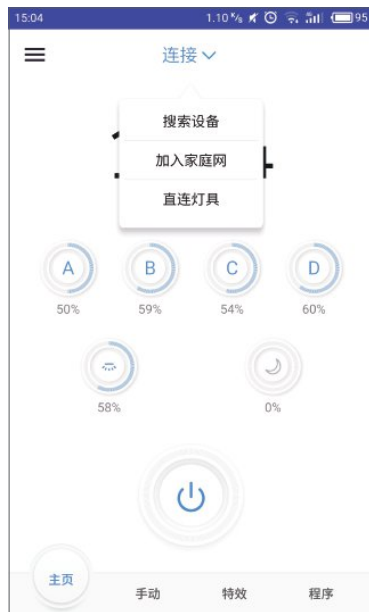 15:04 1.10 K/s 95
连接
搜索设备
加入家庭网
直连灯具
A B C D
50% 59% 54% 60%
58% 0%
主页 手动 特效 程序